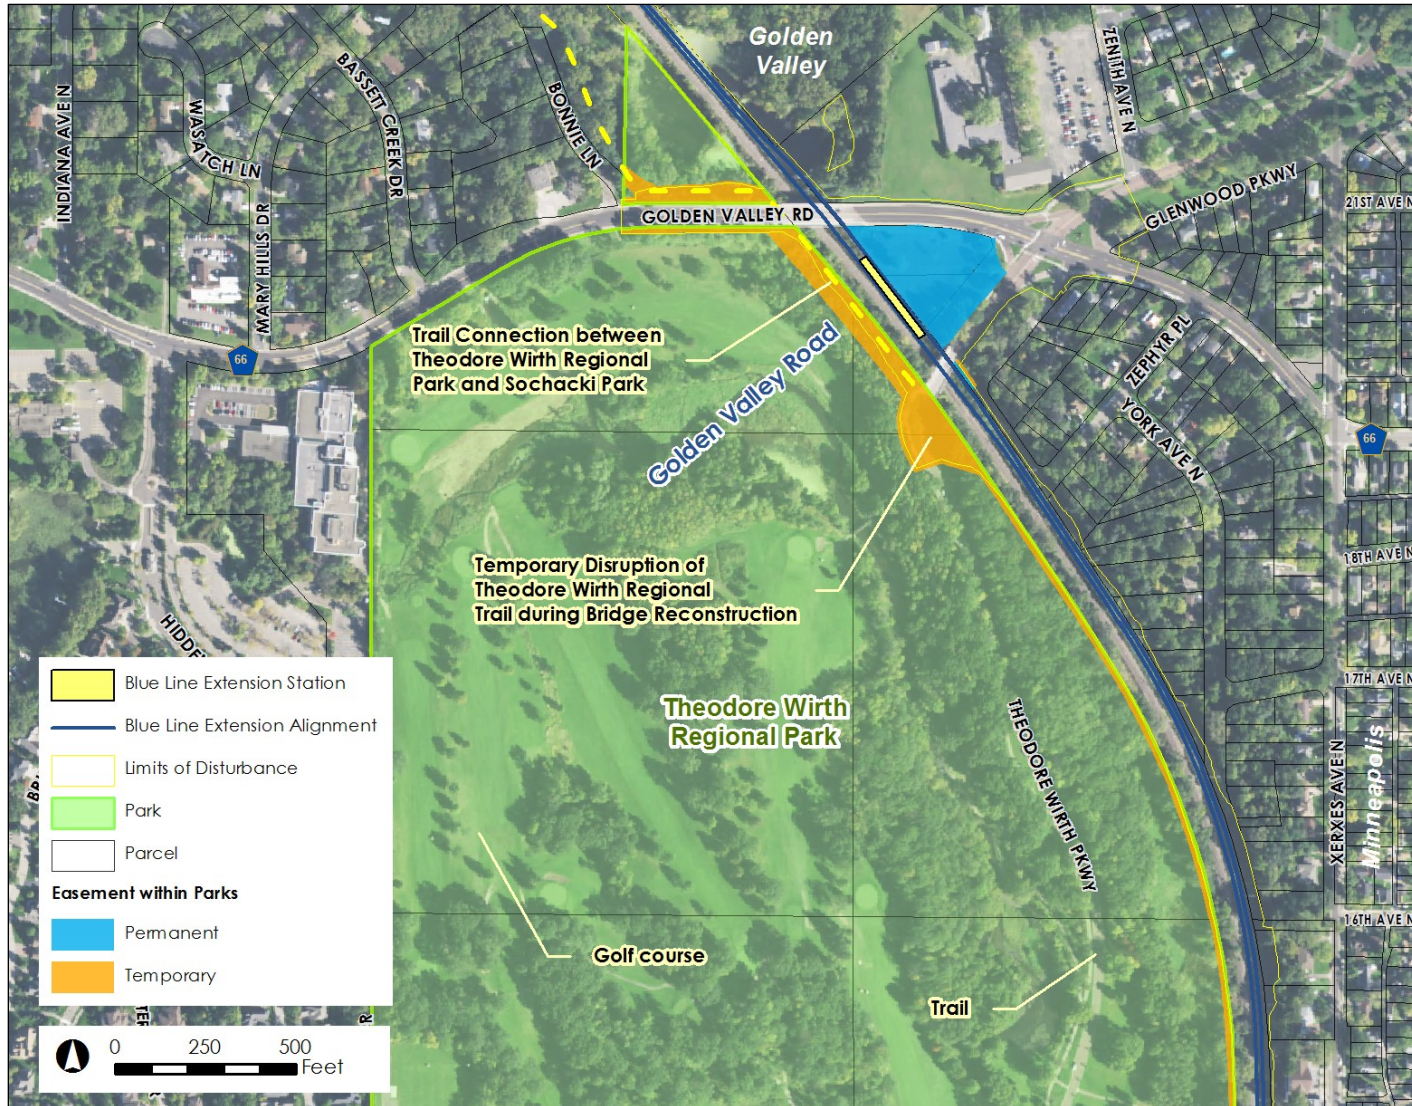 Golden
Valley
INDIANA AVE N
WASATCH LN
MARY HILLS DR
BASSETT CREEK DR
BONNIE LN
ZENITH AVE N
GLENWOOD PKWY
21ST AVE N
GOLDEN VALLEY RD
66
Trail Connection between
Theodore Wirth Regional
Park and Sochacki Park
Golden Valley Road
ZEPHYR PL
YORK AVE N
66
Temporary Disruption of
Theodore Wirth Regional
Trail during Bridge Reconstruction
18TH AVE N
17TH AVE N
Theodore Wirth
Regional Park
THEODORE WIRTH PKWY
XERXES AVE N
Minneapolis
16TH AVE N
Golf course
Trail
Blue Line Extension Station
Blue Line Extension Alignment
Limits of Disturbance
Park
Parcel
Easement within Parks
Permanent
Temporary
0 250 500
Feet